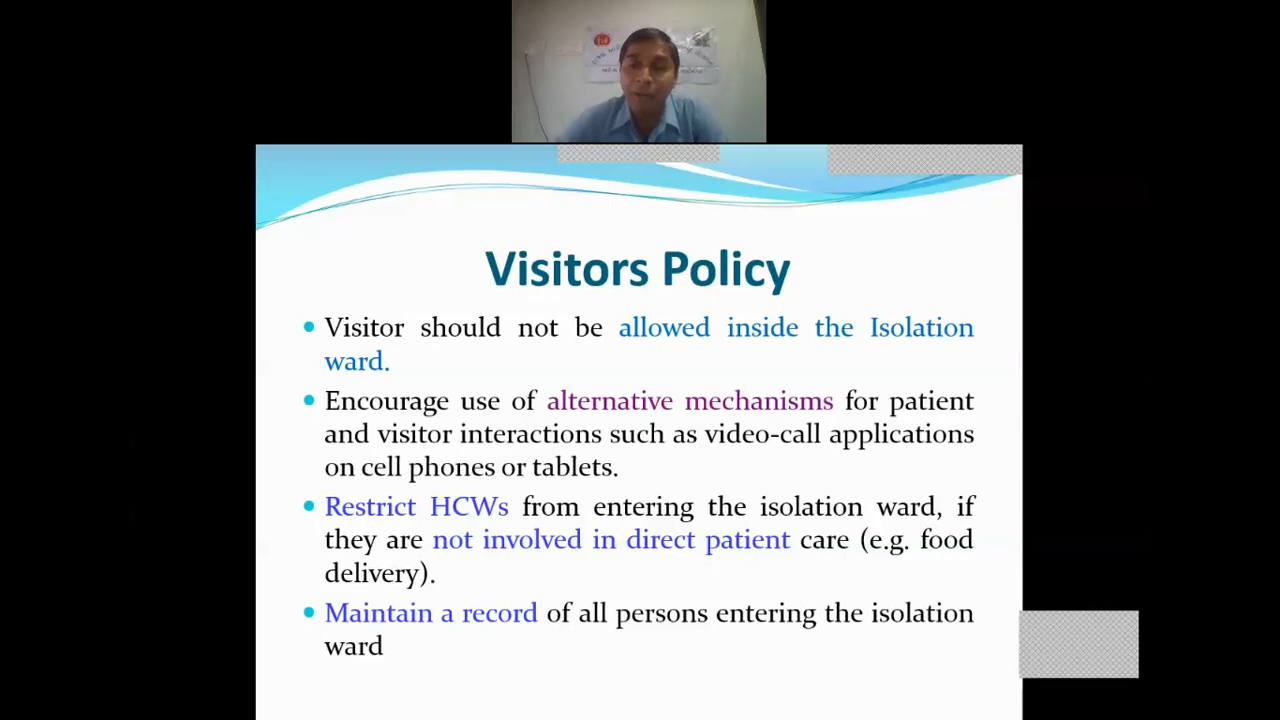 Visitors Policy
• Visitor should not be allowed inside the Isolation
ward.
• Encourage use of alternative mechanisms for patient
and visitor interactions such as video-call applications
on cell phones or tablets.
• Restrict HCWs from entering the isolation ward, if
they are not involved in direct patient care (e.g. food
delivery).
• Maintain a record of all persons entering the isolation
ward